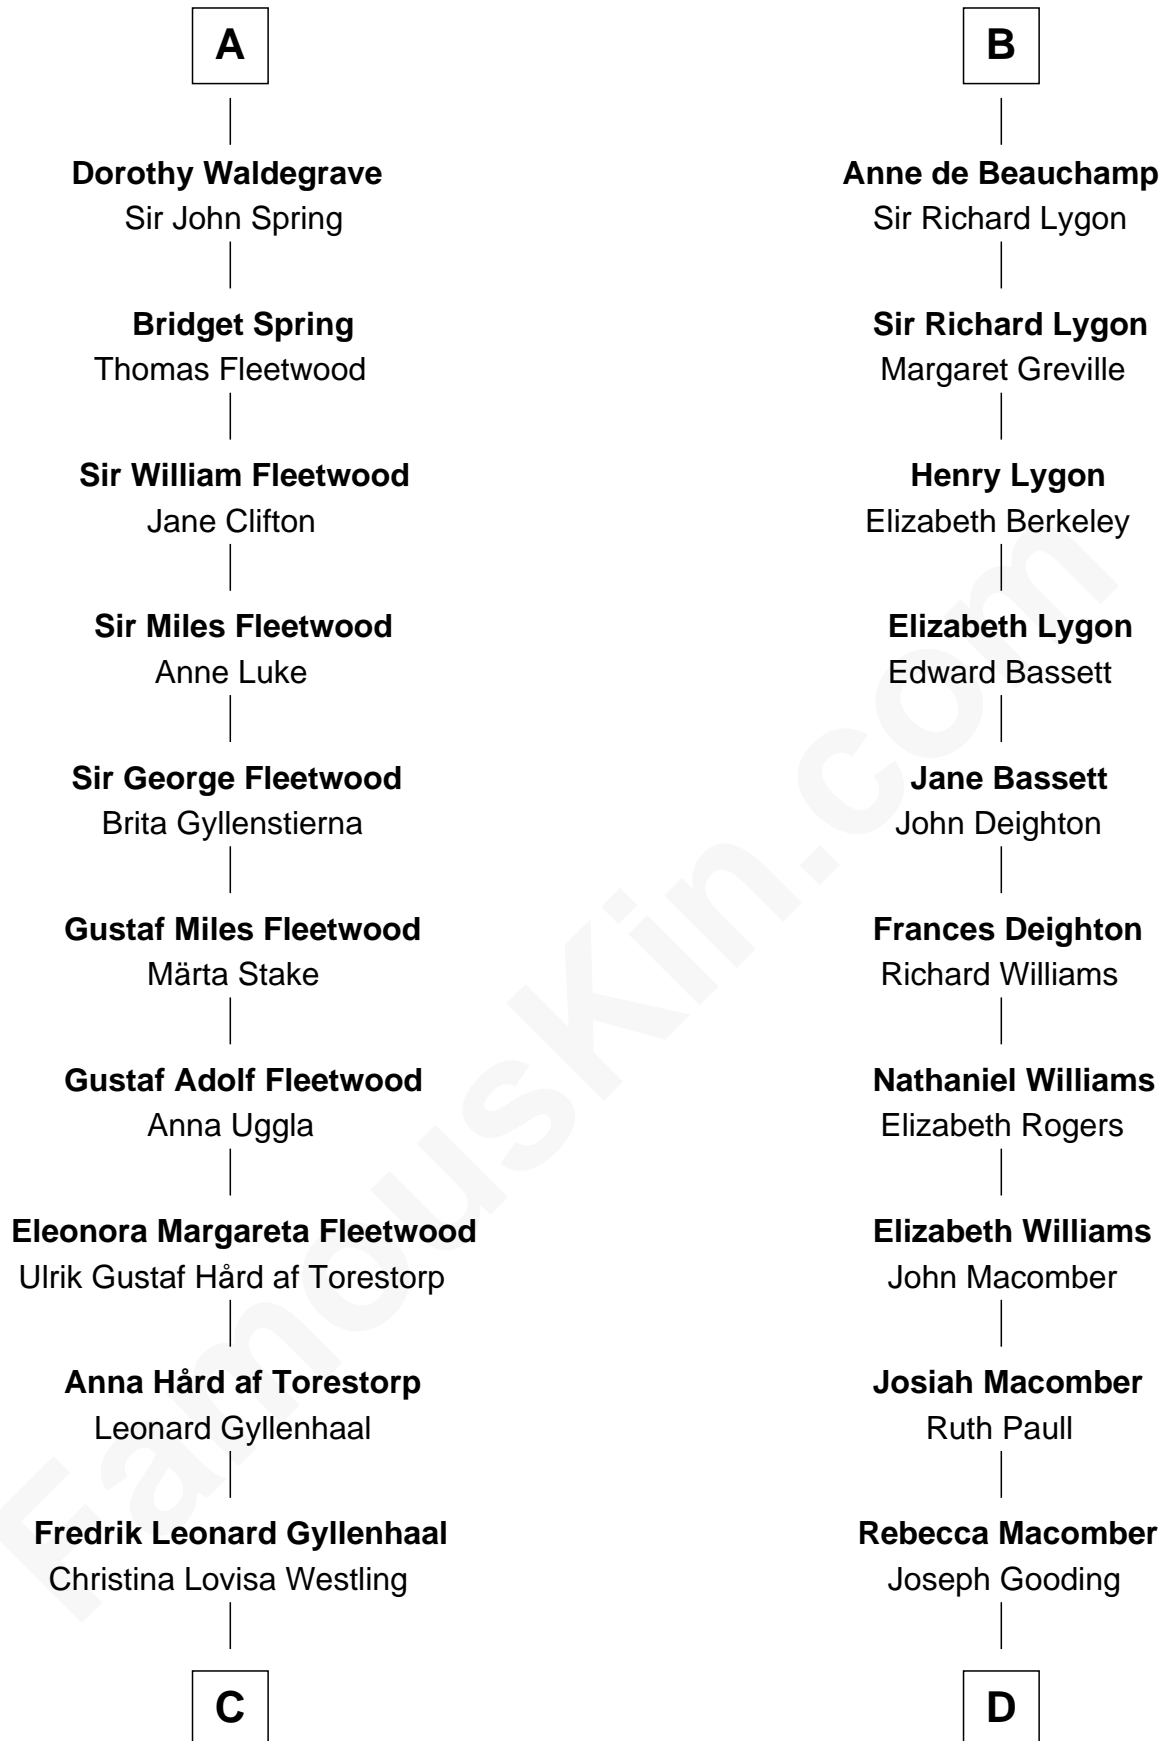 A
Dorothy Waldegrave
Sir John Spring
Bridget Spring
Thomas Fleetwood
Sir William Fleetwood
Jane Clifton
Sir Miles Fleetwood
Anne Luke
Sir George Fleetwood
Brita Gyllenstierna
Gustaf Miles Fleetwood
Märta Stake
Gustaf Adolf Fleetwood
Anna Uggla
Eleonora Margareta Fleetwood
Ulrik Gustaf Hård af Torestorp
Anna Hård af Torestorp
Leonard Gyllenhaal
Fredrik Leonard Gyllenhaal
Christina Lovisa Westling
C
B
Anne de Beauchamp
Sir Richard Lygon
Sir Richard Lygon
Margaret Greville
Henry Lygon
Elizabeth Berkeley
Elizabeth Lygon
Edward Bassett
Jane Bassett
John Deighton
Frances Deighton
Richard Williams
Nathaniel Williams
Elizabeth Rogers
Elizabeth Williams
John Macomber
Josiah Macomber
Ruth Paull
Rebecca Macomber
Joseph Gooding
D
FamousKin.com